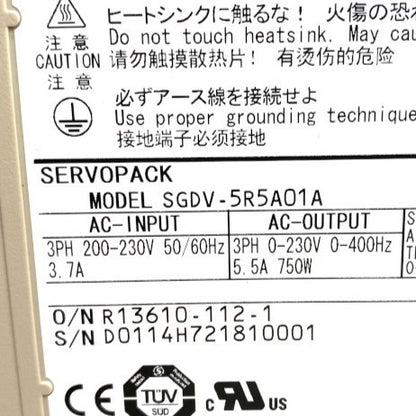 ヒートシンクに触るな! 火傷の恐れ
注意 Do not touch heatsink. May cau
CAUTION 请勿触摸散热片! 有烫伤的危险
注意
必ずアース線を接続せよ
Use proper grounding technique
接地端子必须接地
SERVOPACK
MODEL SGDV-5R5A01A
AC-INPUT AC-OUTPUT
3PH 200-230V 50/60Hz 3PH 0-230V 0-400Hz
3.7A 5.5A 750W
O/N R13610-112-1
S/N D0114H721810001
CE TÜV SÜD c RU US